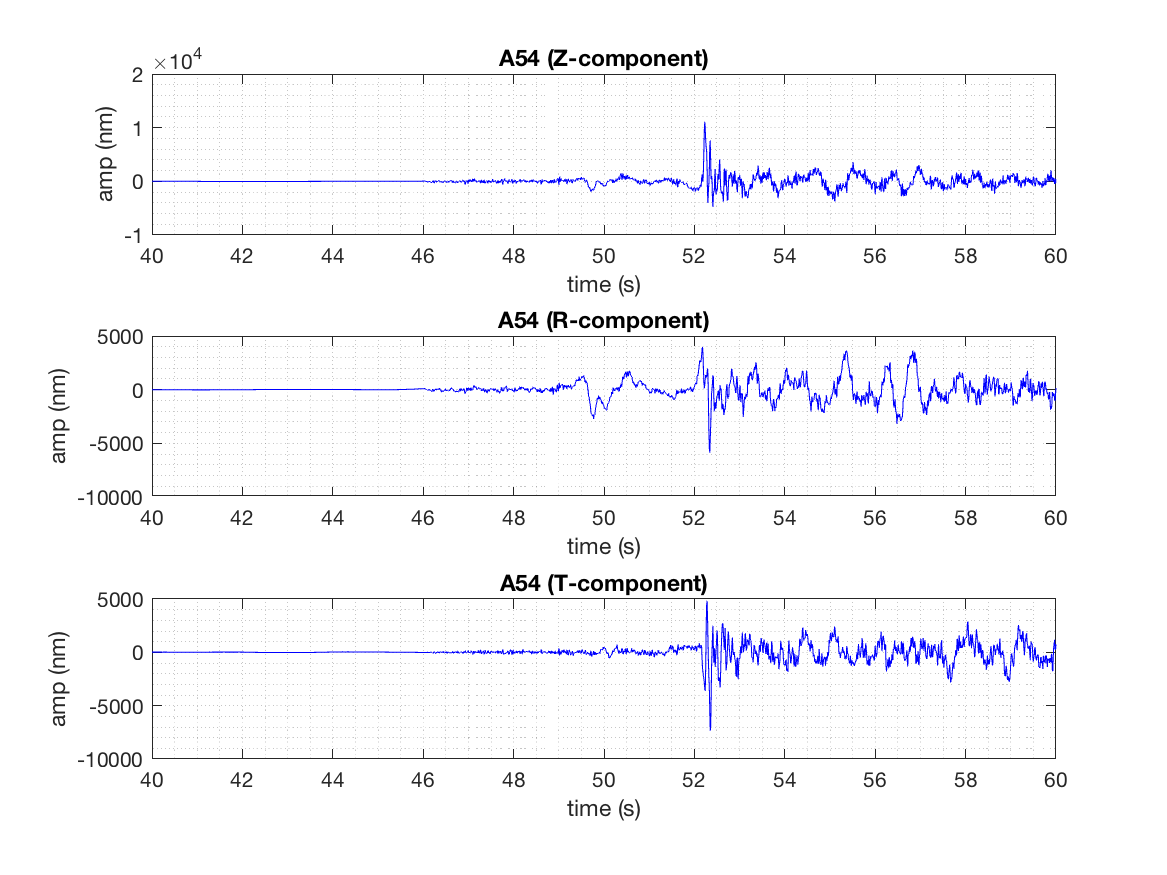 A54 (Z-component)
×10^4
2
1
0
-1
amp (nm)
40 42 44 46 48 50 52 54 56 58 60
time (s)
A54 (R-component)
5000
0
-5000
-10000
amp (nm)
40 42 44 46 48 50 52 54 56 58 60
time (s)
A54 (T-component)
5000
0
-5000
-10000
amp (nm)
40 42 44 46 48 50 52 54 56 58 60
time (s)